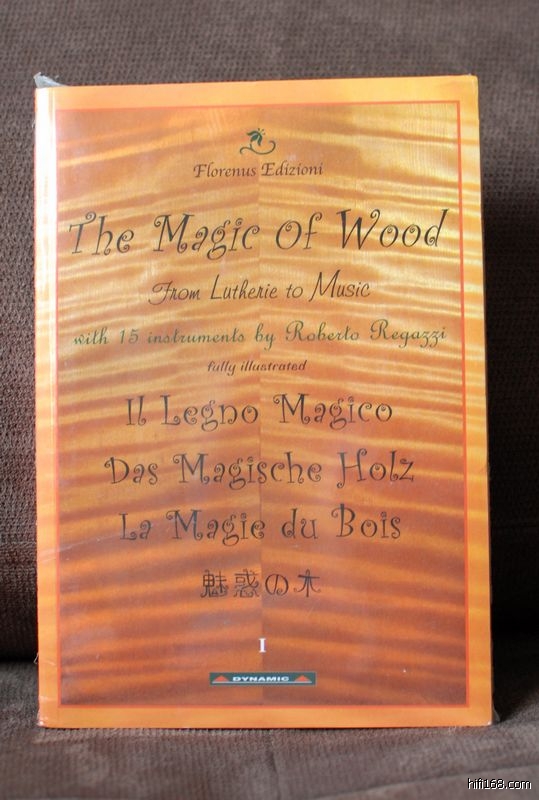 Florenus Edizioni
The Magic Of Wood
From Lutherie to Music
with 15 instruments by Roberto Regazzi
fully illustrated
Il Legno Magico
Das Magische Holz
La Magie du Bois
魅惑の木
I
DYNAMIC
hifi168.com